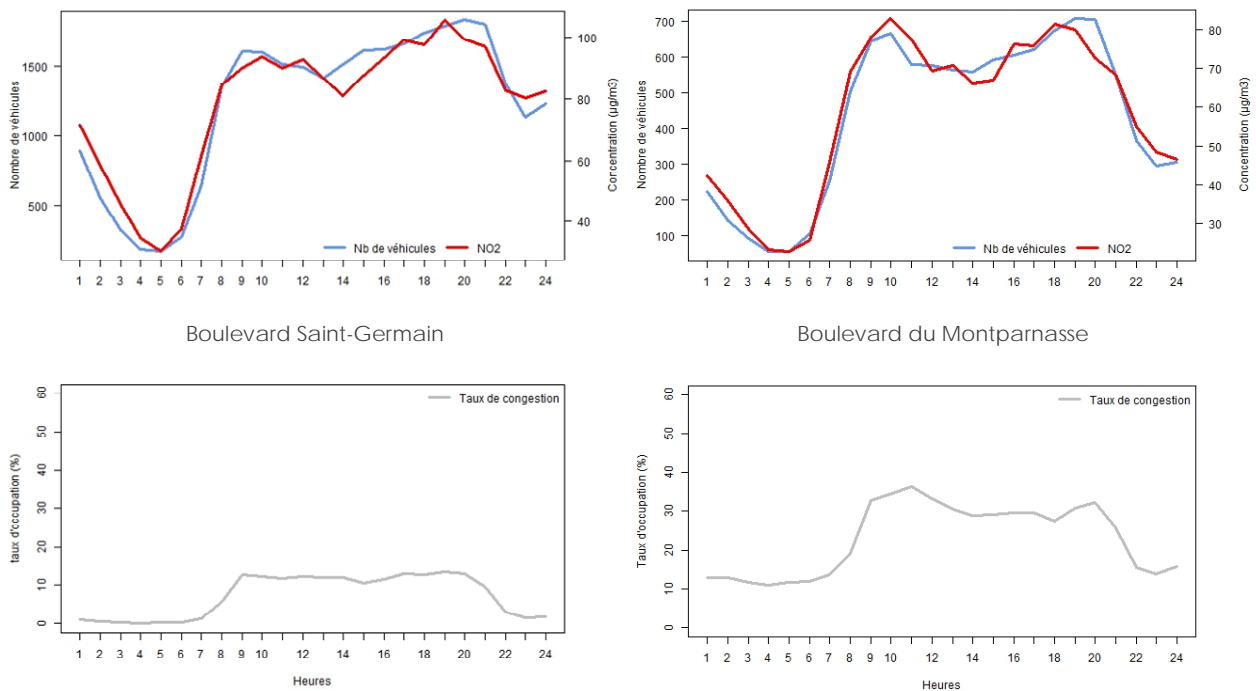 Nombre de véhicules
1500
1000
500
100
80
60
40
Corcentration (µg/m3)
Nb de véhicules NO2
1 2 3 4 5 6 7 8 9 10 12 14 16 18 20 22 24
Boulevard Saint-Germain
Nombre de véhicules
700
600
500
400
300
200
100
80
70
60
50
40
30
Concentration (µg/m3)
Nb de véhicules NO2
1 2 3 4 5 6 7 8 9 10 12 14 16 18 20 22 24
Boulevard du Montparnasse
taux d'occupation (%)
60
50
40
30
20
10
0
Taux de congestion
1 2 3 4 5 6 7 8 9 10 12 14 16 18 20 22 24
Heures
Taux d'occupation (%)
60
50
40
30
20
10
0
Taux de congestion
1 2 3 4 5 6 7 8 9 10 12 14 16 18 20 22 24
Heures